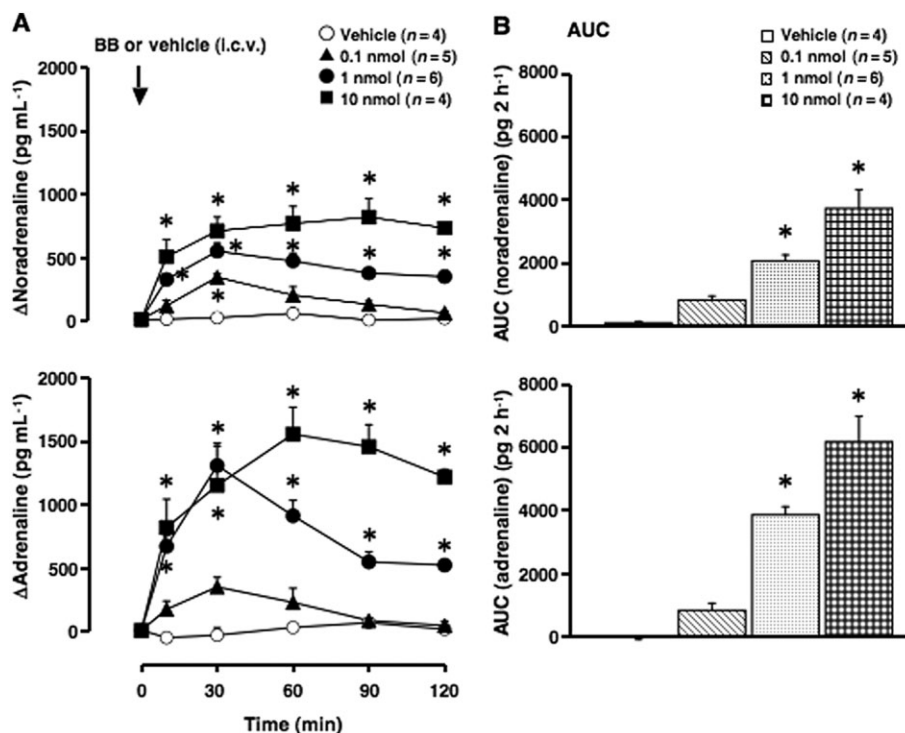 A
BB or vehicle (i.c.v.)
Vehicle (n=4)
0.1 nmol (n=5)
1 nmol (n=6)
10 nmol (n=4)
ΔNoradrenaline (pg mL⁻¹)
2000
1500
1000
500
0
* * * * *
* * * * *
*
ΔAdrenaline (pg mL⁻¹)
2000
1500
1000
500
0
* * * * *
* * * * *
0 30 60 90 120
Time (min)
B
AUC
Vehicle (n=4)
0.1 nmol (n=5)
1 nmol (n=6)
10 nmol (n=4)
AUC (noradrenaline) (pg 2 h⁻¹)
8000
6000
4000
2000
0
* *
AUC (adrenaline) (pg 2 h⁻¹)
8000
6000
4000
2000
0
* *